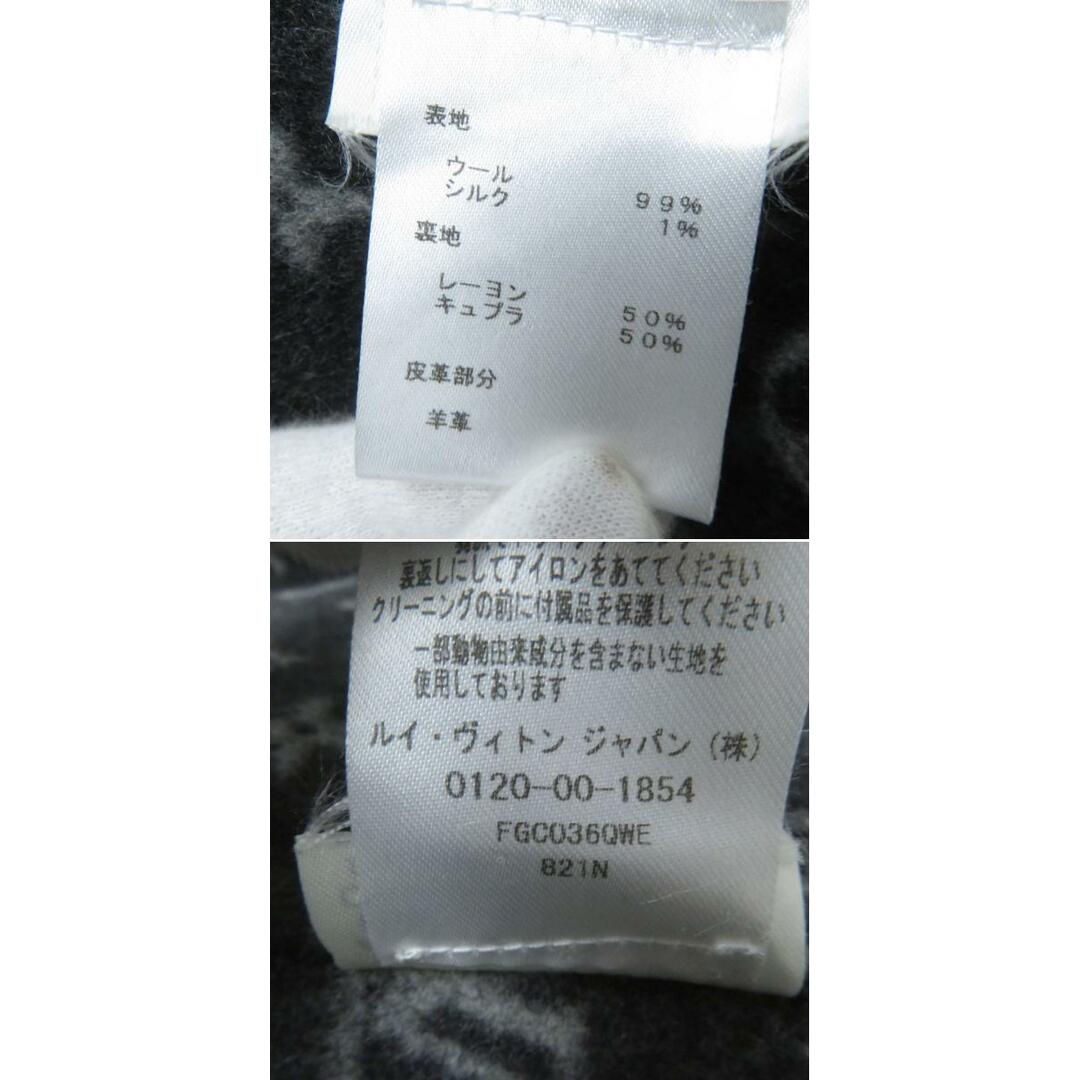 表地
ウール
シルク 99%
1%
裏地
レーヨン
キュプラ 50%
50%
皮革部分
羊革
裏返しにしてアイロンをあててください
クリーニングの前に付属品を保護してください
一部動物由来成分を含まない生地を
使用しております
ルイ・ヴィトン ジャパン (株)
0120-00-1854
FGC036QWE
821N